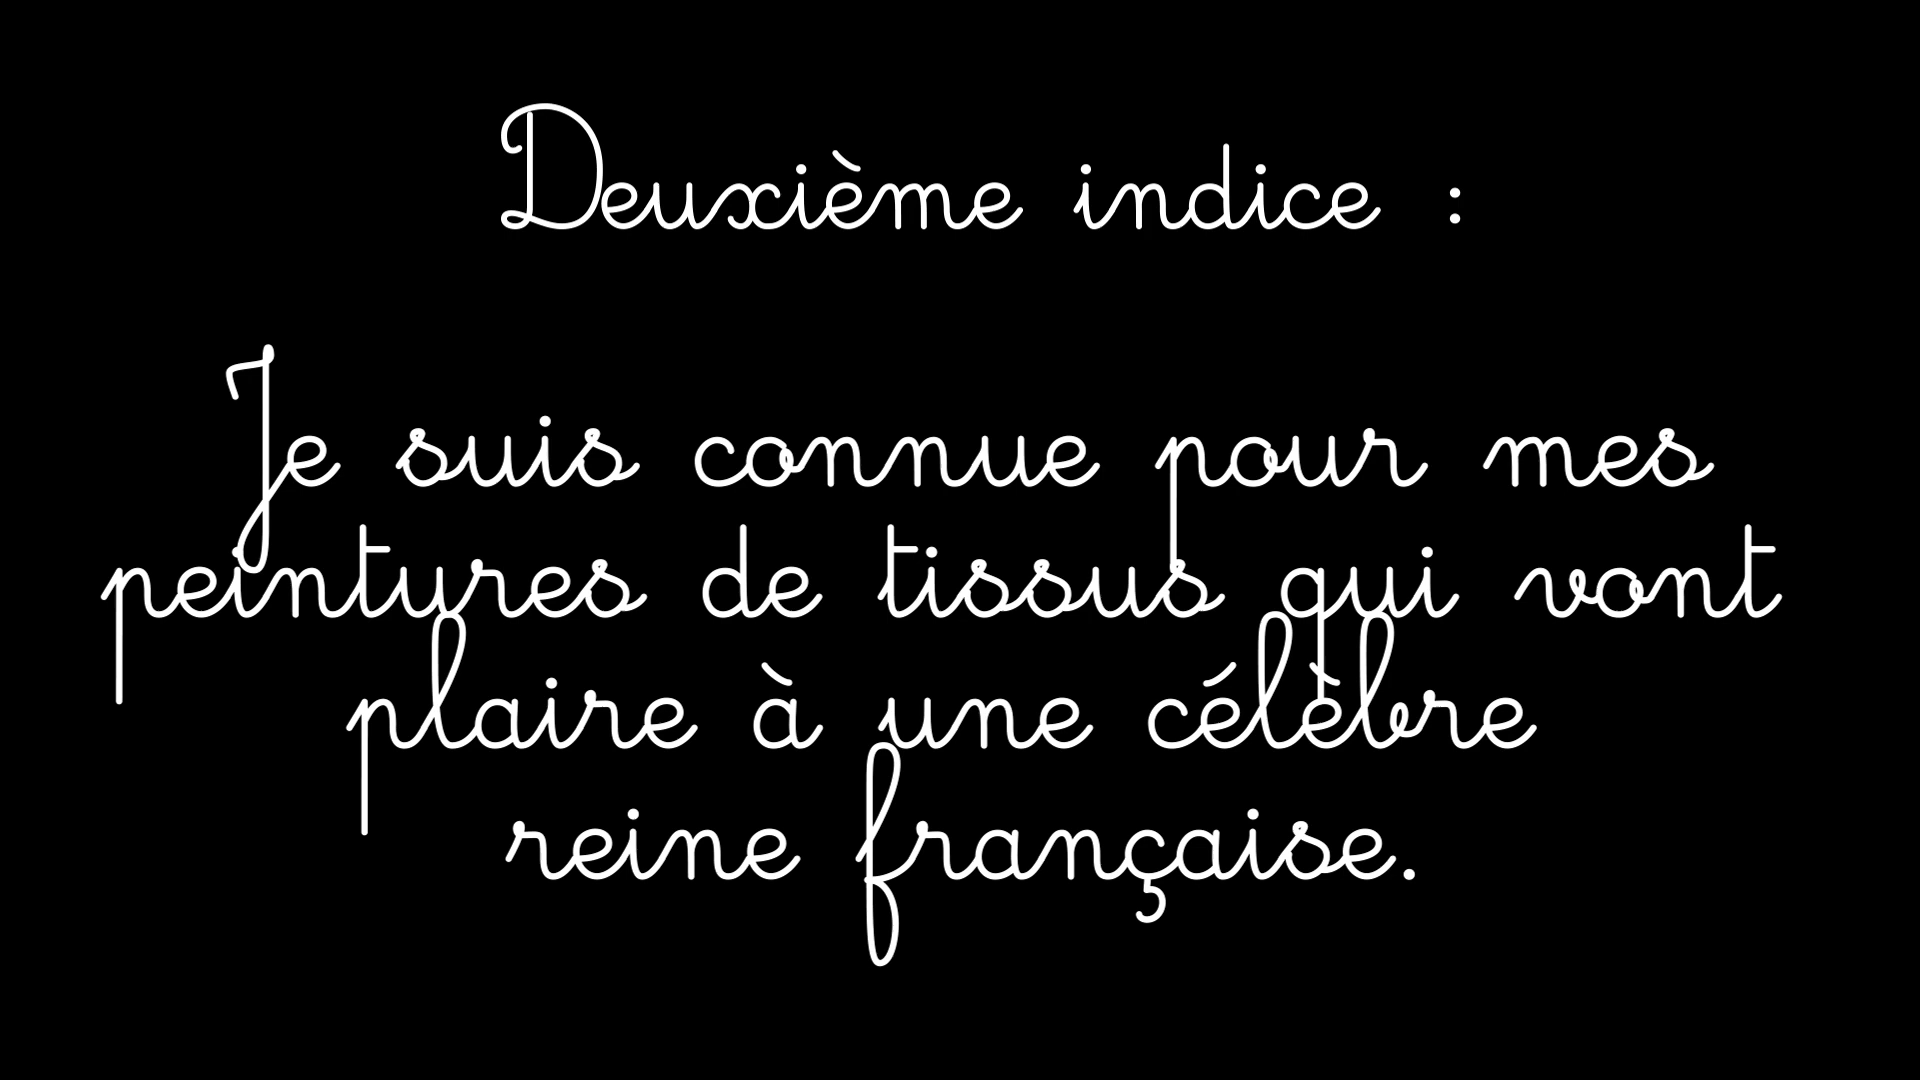 Deuxième indice :
Je suis connue pour mes
peintures de tissus qui vont
plaire à une célèbre
reine française.